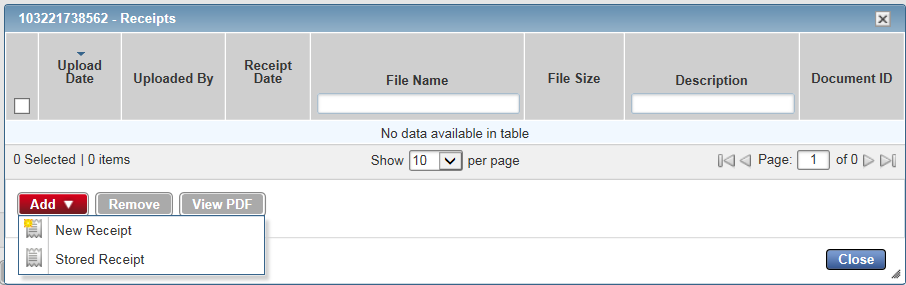 103221738562 - Receipts
Upload Date
Uploaded By
Receipt Date
File Name
File Size
Description
Document ID
No data available in table
0 Selected | 0 items
Show 10 per page
Page: 1 of 0
Add
Remove
View PDF
New Receipt
Stored Receipt
Close